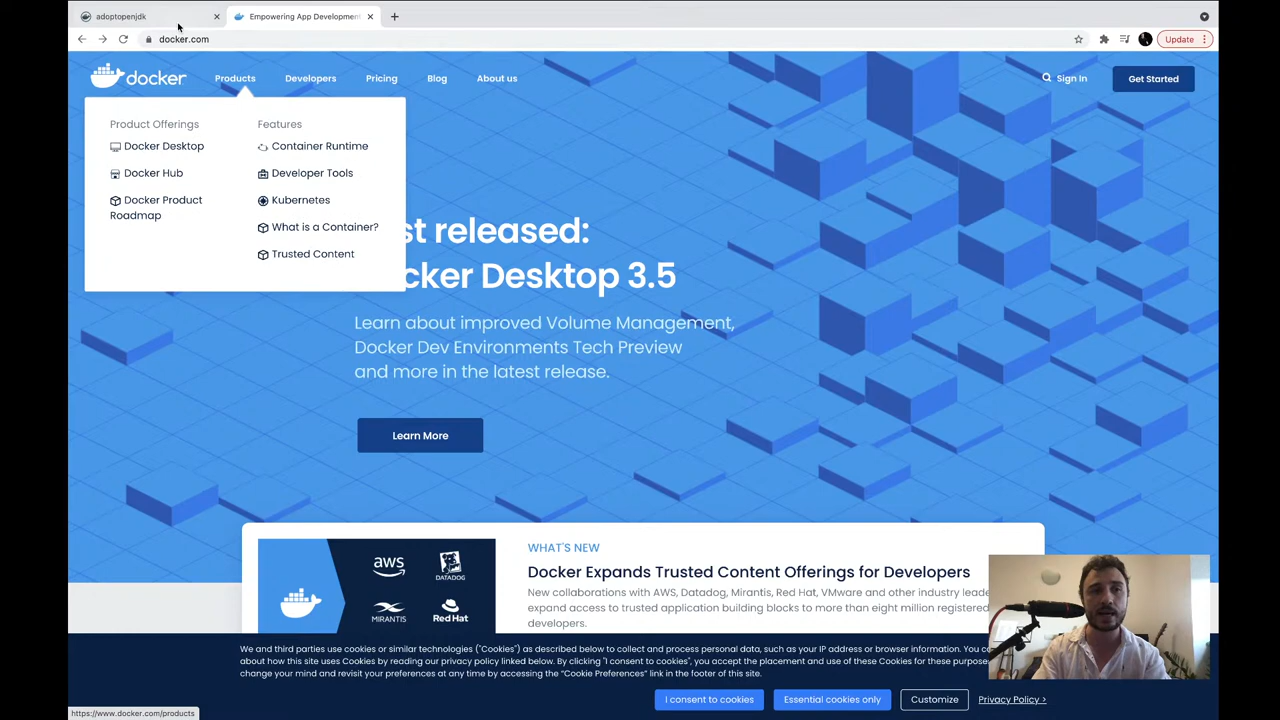 adoptopenjdk
Empowering App Development
docker.com
Update
docker
Products
Developers
Pricing
Blog
About us
Sign In
Get Started
Product Offerings
Docker Desktop
Docker Hub
Docker Product
Roadmap
Features
Container Runtime
Developer Tools
Kubernetes
What is a Container?
Trusted Content
st released:
cker Desktop 3.5
Learn about improved Volume Management,
Docker Dev Environments Tech Preview
and more in the latest release.
Learn More
aws
DATADOG
MIRANTIS
Red Hat
WHAT'S NEW
Docker Expands Trusted Content Offerings for Developers
New collaborations with AWS, Datadog, Mirantis, Red Hat, VMware and other industry leade
expand access to trusted application building blocks to more than eight million registered
developers.
We and third parties use cookies or similar technologies ("Cookies") as described below to collect and process personal data, such as your IP address or browser information. You ca
about how this site uses Cookies by reading our privacy policy linked below. By clicking "I consent to cookies", you accept the placement and use of these Cookies for these purposes
change your mind and revisit your preferences at any time by accessing the “Cookie Preferences” link in the footer of this site.
I consent to cookies
Essential cookies only
Customize
Privacy Policy >
https://www.docker.com/products